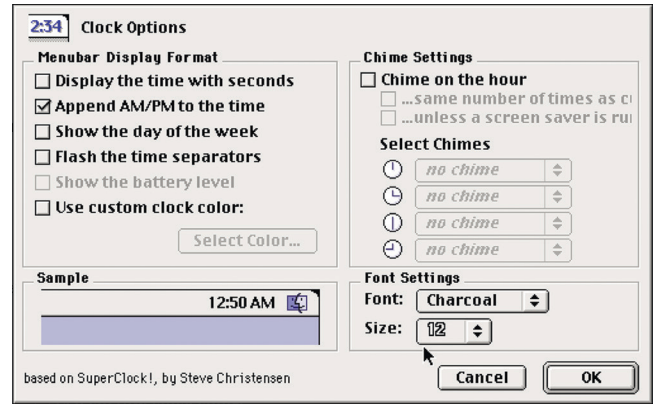 2:34 Clock Options
Menubar Display Format
Display the time with seconds
Append AM/PM to the time
Show the day of the week
Flash the time separators
Show the battery level
Use custom clock color:
Select Color...
Chime Settings
Chime on the hour
...same number of times as
...unless a screen saver is
Select Chimes
no chime
no chime
no chime
no chime
Sample
12:50 AM
Font Settings
Font: Charcoal
Size: 12
based on SuperClock!, by Steve Christensen
Cancel
OK